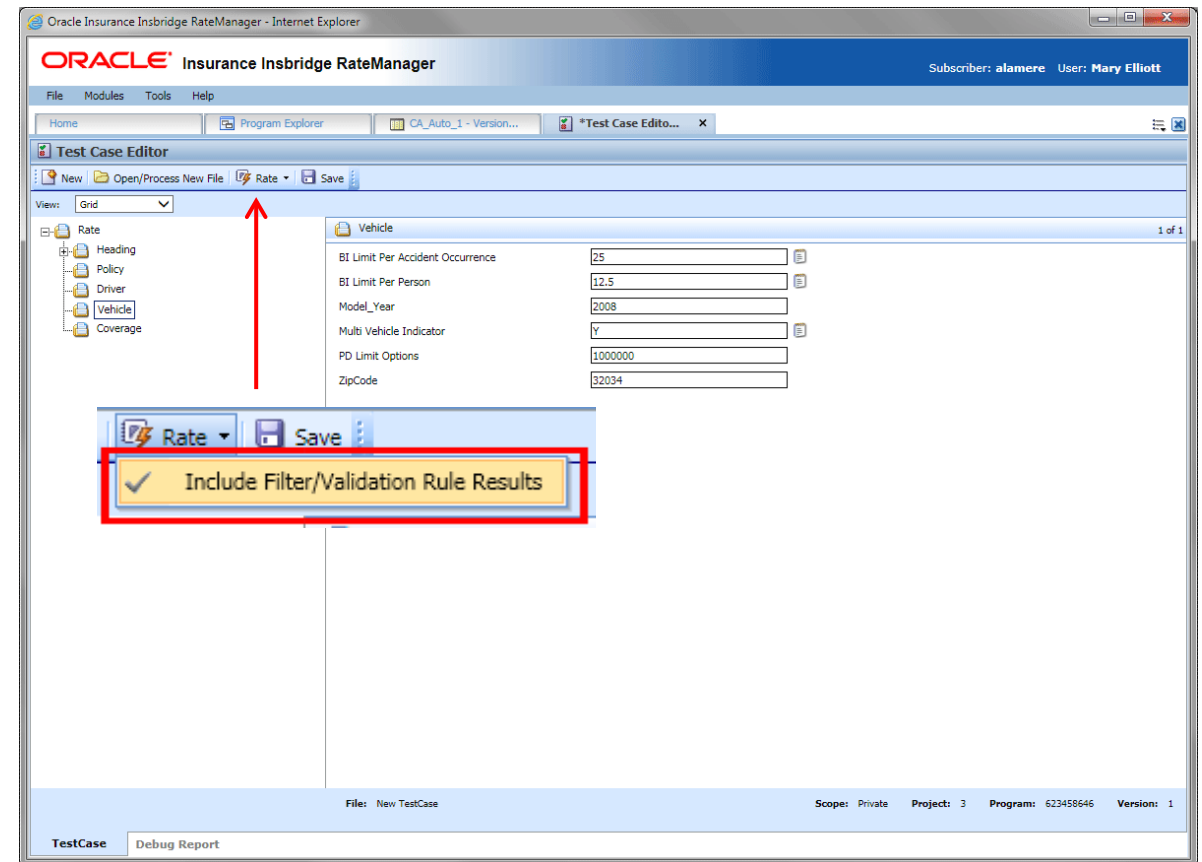 Oracle Insurance Insbridge RateManager - Internet Explorer
ORACLE Insurance Insbridge RateManager
Subscriber: alamere User: Mary Elliott
File Modules Tools Help
Home Program Explorer CA_Auto_1 - Version... *Test Case Edito... x
Test Case Editor
New Open/Process New File Rate Save
View: Grid
Rate
Heading
Policy
Driver
Vehicle
Coverage
Vehicle 1 of 1
BI Limit Per Accident Occurrence 25
BI Limit Per Person 12.5
Model_Year 2008
Multi Vehicle Indicator Y
PD Limit Options 1000000
ZipCode 32034
Rate Save
Include Filter/Validation Rule Results
File: New TestCase Scope: Private Project: 3 Program: 623458646 Version: 1
TestCase Debug Report